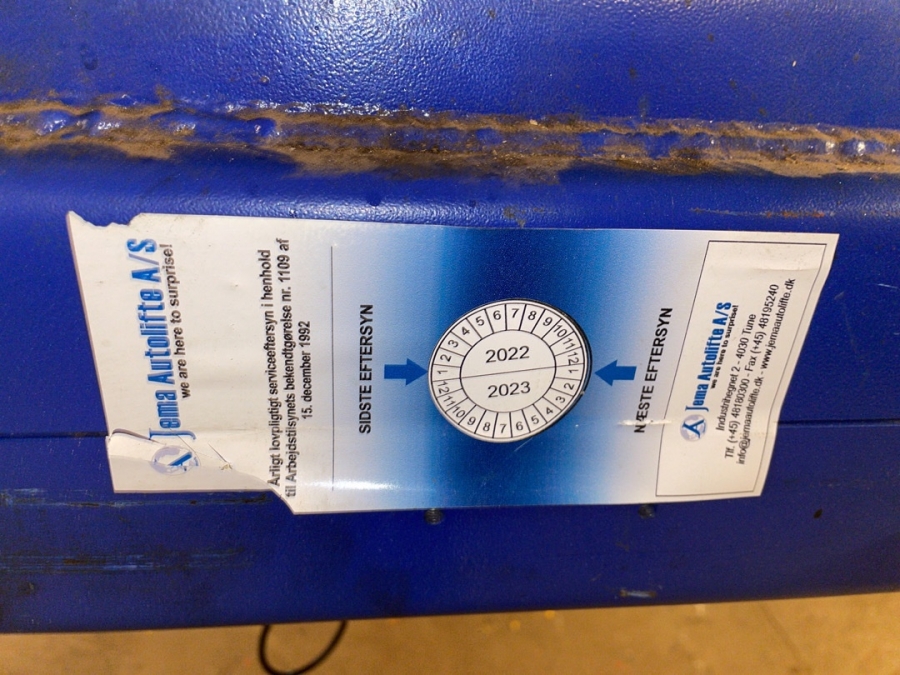 Jema Autolifte A/S
we are here to surprise!
Årligt lovpligtigt serviceeftersyn i henhold
til Arbejdstilsynets bekendtgørelse nr. 1109 af
15. december 1992
SIDSTE EFTERSYN
1 2 3 4 5 6 7 8 9 10 11 12
2022
2023
1 2 3 4 5 6 7 8 9 10 11 12
NÆSTE EFTERSYN
Jema Autolifte A/S
we are here to surprise!
Industrihegnet 2 - 4030 Tune
Tlf. (+45) 48180300 - Fax (+45) 48195240
info@jemaautolifte.dk - www.jemaautolifte.dk